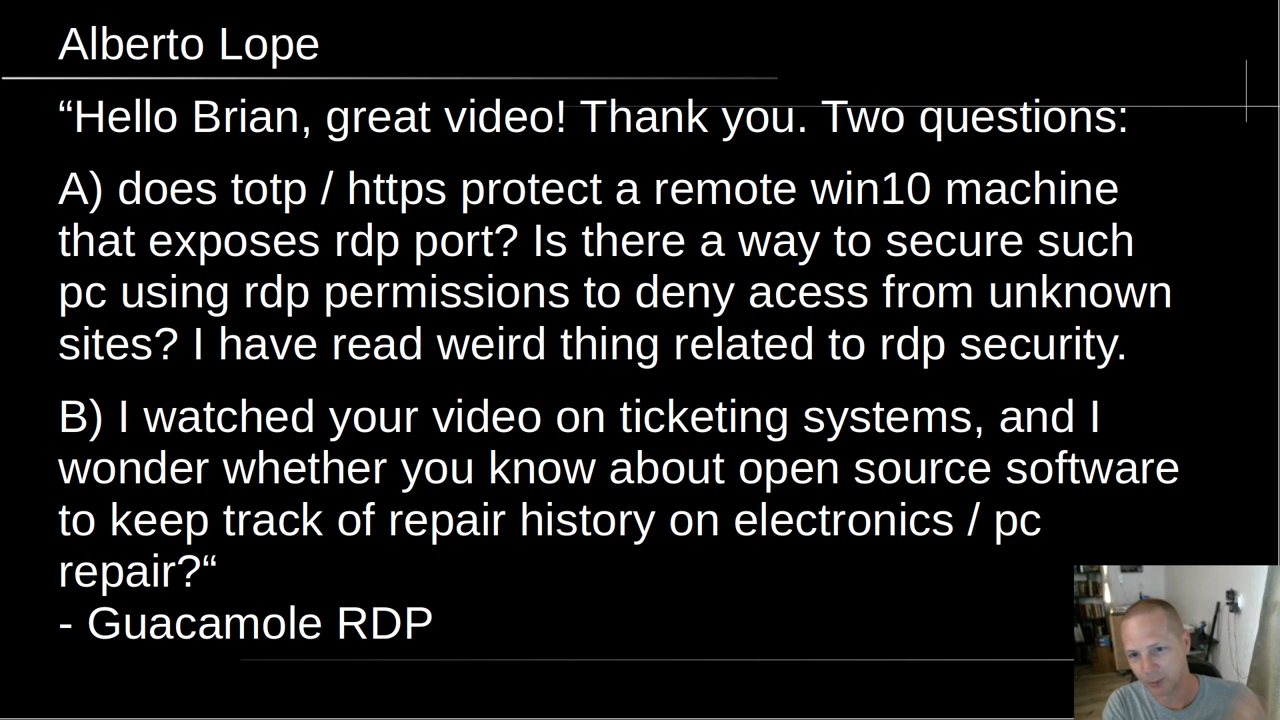 Alberto Lope
“Hello Brian, great video! Thank you. Two questions:
A) does totp / https protect a remote win10 machine
that exposes rdp port? Is there a way to secure such
pc using rdp permissions to deny acess from unknown
sites? I have read weird thing related to rdp security.
B) I watched your video on ticketing systems, and I
wonder whether you know about open source software
to keep track of repair history on electronics / pc
repair?“
- Guacamole RDP